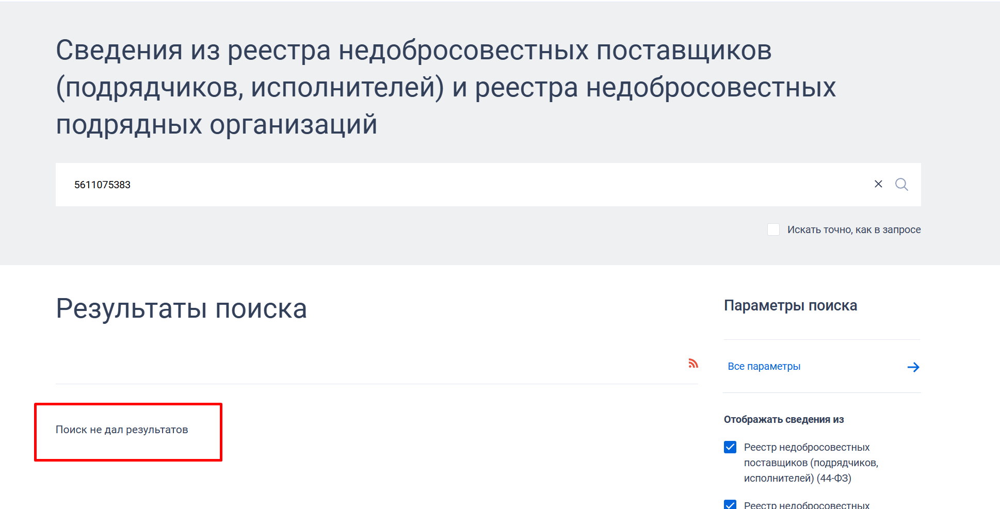 Сведения из реестра недобросовестных поставщиков
(подрядчиков, исполнителей) и реестра недобросовестных
подрядных организаций
5611075383
Искать точно, как в запросе
Результаты поиска
Поиск не дал результатов
Параметры поиска
Все параметры
Отображать сведения из
Реестр недобросовестных
поставщиков (подрядчиков,
исполнителей) (44-ФЗ)
Реестр недобросовестных